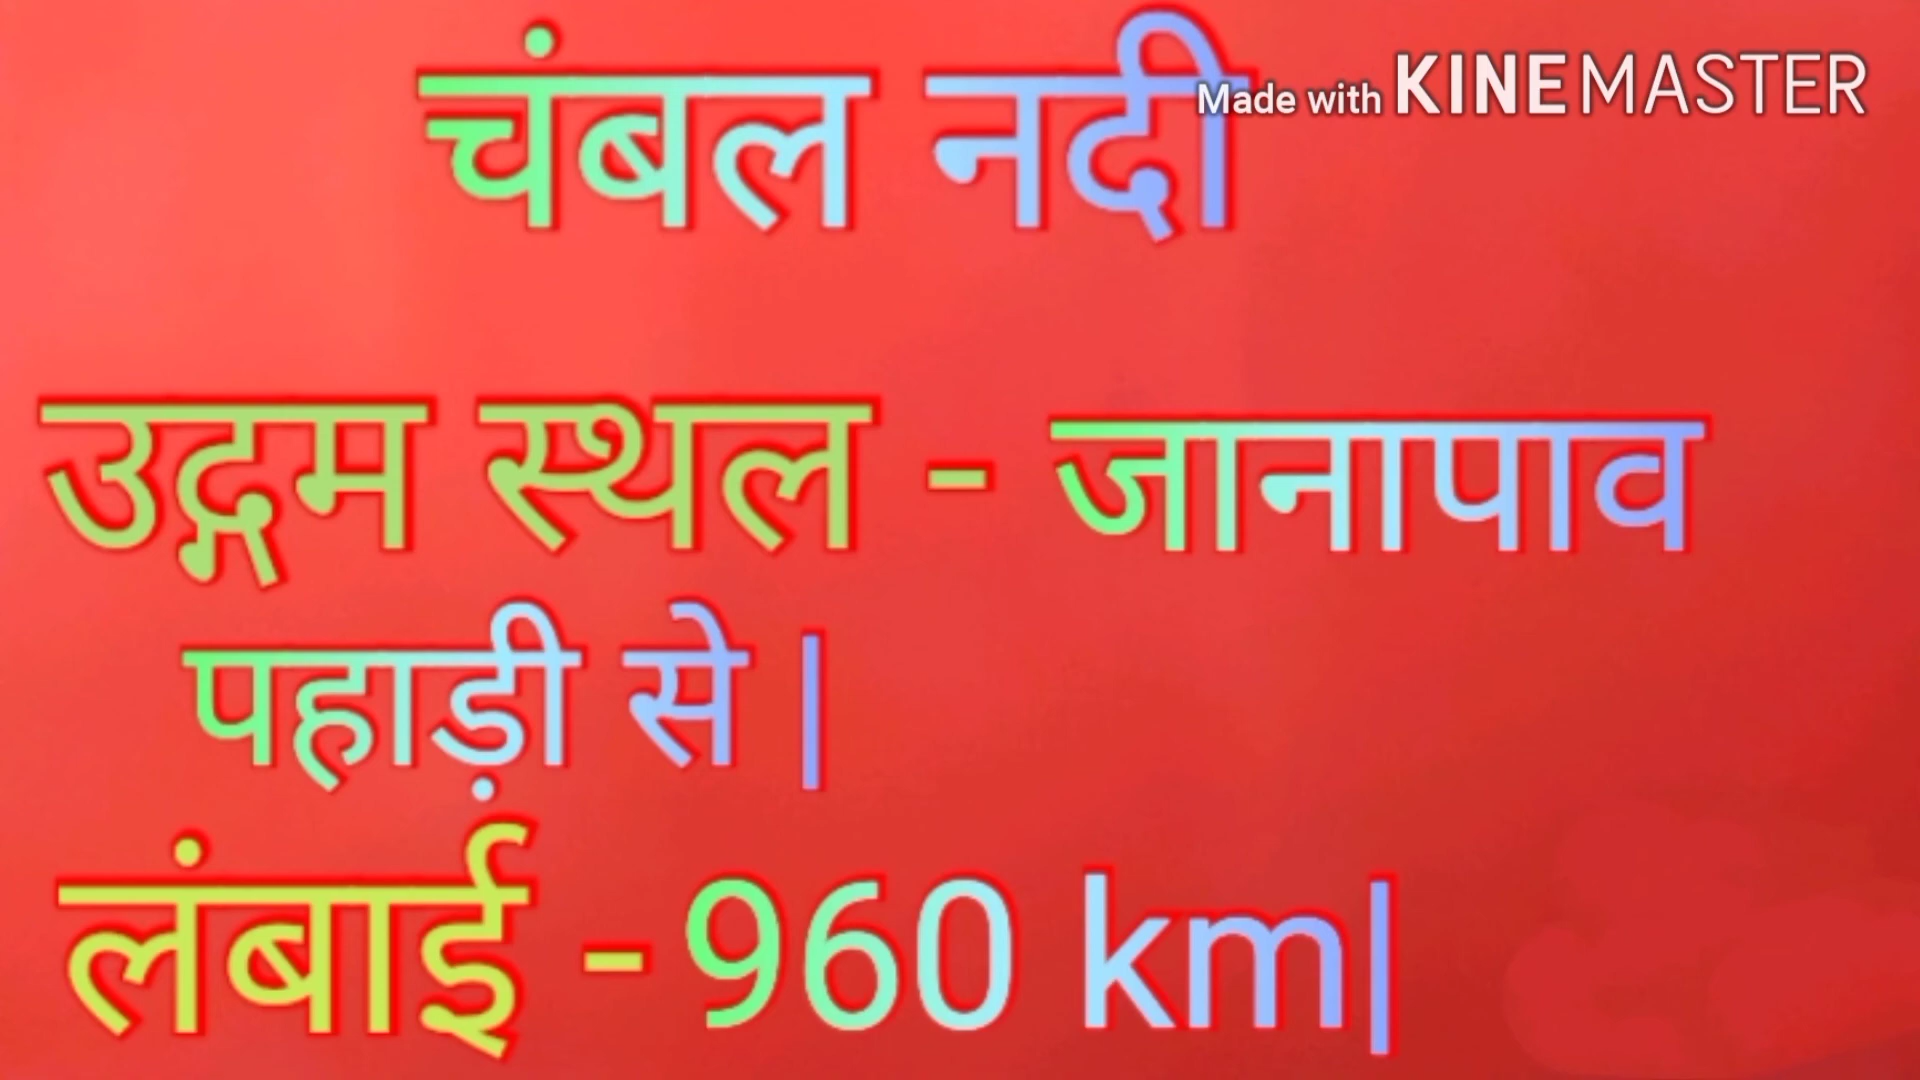 चंबल नदी
Made with KINEMASTER
उद्गम स्थल - जानापाव
पहाड़ी से |
लंबाई - 960 km|